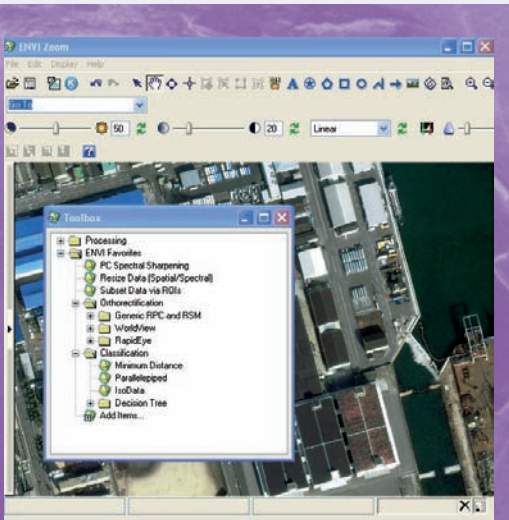 ENVI Zoom
File Edit Display Help
Go To
50
20
Linear
Toolbox
Processing
ENVI Favorites
PC Spectral Sharpening
Resize Data (Spatial/Spectral)
Subset Data via ROIs
Orthorectification
Generic RPC and RSM
WorldView
RapidEye
Classification
Minimum Distance
Parallelepiped
IsoData
Decision Tree
Add Items...